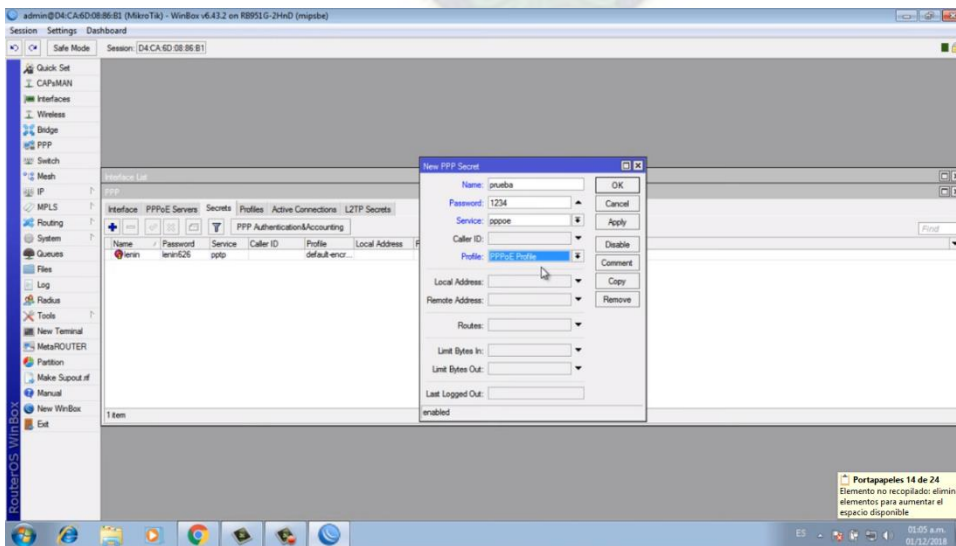 admin@D4:CA:6D:08:86:B1 (MikroTik) - WinBox v6.43.2 on RB951G-2HnD (mipsbe)
Session Settings Dashboard
Safe Mode Session: D4:CA:6D:08:86:B1
Quick Set
CAPsMAN
Interfaces
Wireless
Bridge
PPP
Switch
Mesh
IP
MPLS
Routing
System
Queues
Files
Log
Radius
Tools
New Terminal
MetaROUTER
Partition
Make Supout.rif
Manual
New WinBox
Exit
RouterOS WinBox
Interface List
PPP
Interface PPPoE Servers Secrets Profiles Active Connections L2TP Secrets
PPP Authentication&Accounting
Find
Name Password Service Caller ID Profile Local Address
lenin lenin626 pptp default-encr...
1 item
New PPP Secret
Name: prueba
Password: 1234
Service: pppoe
Caller ID:
Profile: PPPoE Profile
Local Address:
Remote Address:
Routes:
Limit Bytes In:
Limit Bytes Out:
Last Logged Out:
enabled
OK
Cancel
Apply
Disable
Comment
Copy
Remove
Portapapeles 14 de 24
Elemento no recopilado: elimin
elementos para aumentar el
espacio disponible
ES
01:05 a.m.
01/12/2018